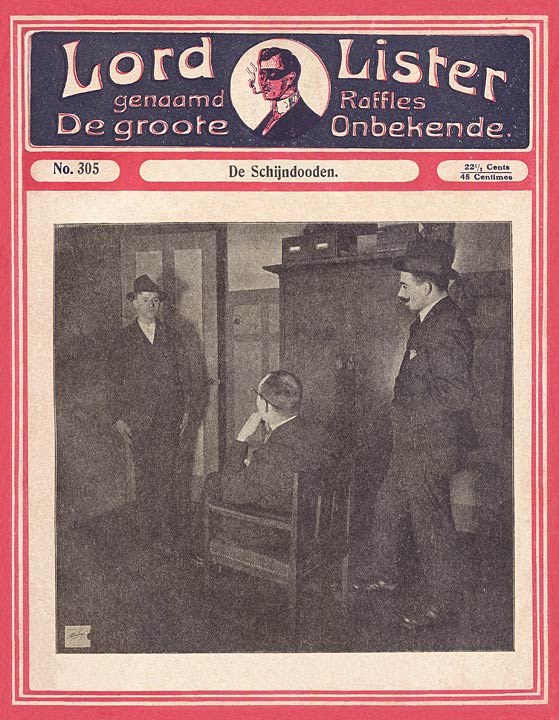 Lord Lister
genaamd Raffles
De groote Onbekende.
No. 305
De Schijndooden.
22½ Cents
45 Centimes